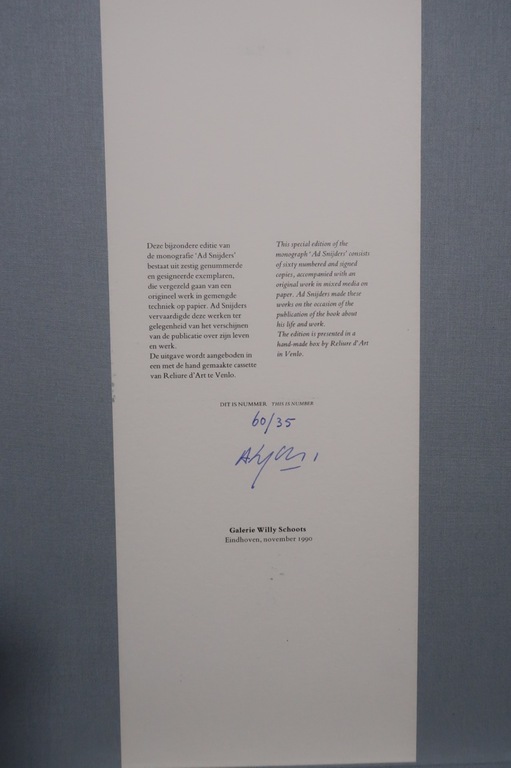 Deze bijzondere editie van
de monografie 'Ad Snijders'
bestaat uit zestig genummerde
en gesigneerde exemplaren,
die vergezeld gaan van een
origineel werk in gemengde
techniek op papier. Ad Snijders
vervaardigde deze werken ter
gelegenheid van het verschijnen
van de publicatie over zijn leven
en werk.
De uitgave wordt aangeboden in
een met de hand gemaakte cassette
van Reliure d'Art te Venlo.
This special edition of the
monograph 'Ad Snijders' consists
of sixty numbered and signed
copies, accompanied with an
original work in mixed media on
paper. Ad Snijders made these
works on the occasion of the
publication of the book about
his life and work.
The edition is presented in a
hand-made box by Reliure d'Art
in Venlo.
DIT IS NUMMER THIS IS NUMBER
60/35
Galerie Willy Schoots
Eindhoven, november 1990